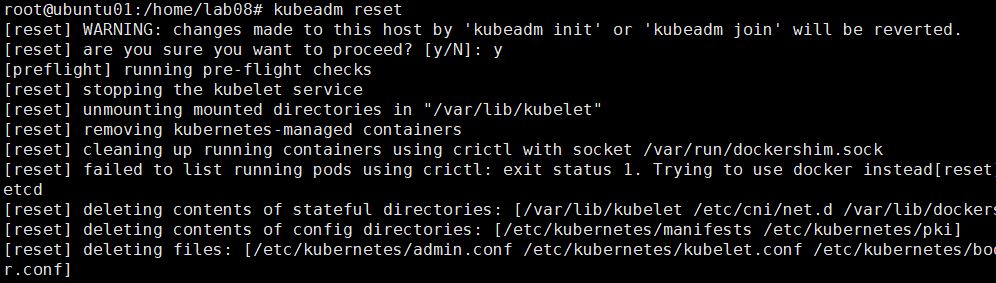 root@ubuntu01:/home/lab08# kubeadm reset
[reset] WARNING: changes made to this host by 'kubeadm init' or 'kubeadm join' will be reverted.
[reset] are you sure you want to proceed? [y/N]: y
[preflight] running pre-flight checks
[reset] stopping the kubelet service
[reset] unmounting mounted directories in "/var/lib/kubelet"
[reset] removing kubernetes-managed containers
[reset] cleaning up running containers using crictl with socket /var/run/dockershim.sock
[reset] failed to list running pods using crictl: exit status 1. Trying to use docker instead[reset]
etcd
[reset] deleting contents of stateful directories: [/var/lib/kubelet /etc/cni/net.d /var/lib/dockers
[reset] deleting contents of config directories: [/etc/kubernetes/manifests /etc/kubernetes/pki]
[reset] deleting files: [/etc/kubernetes/admin.conf /etc/kubernetes/kubelet.conf /etc/kubernetes/boo
r.conf]